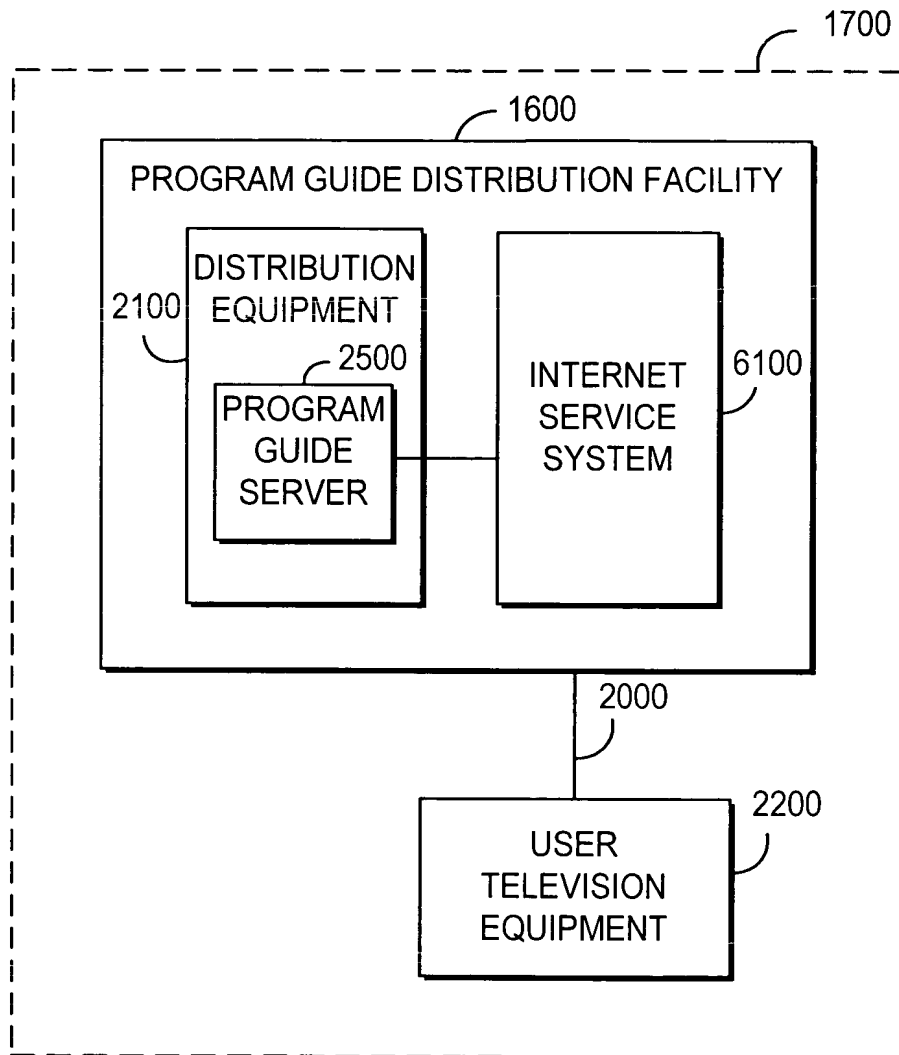 1700
1600
PROGRAM GUIDE DISTRIBUTION FACILITY
DISTRIBUTION
EQUIPMENT
2100
2500
PROGRAM
GUIDE
SERVER
INTERNET
SERVICE
SYSTEM
6100
2000
2200
USER
TELEVISION
EQUIPMENT